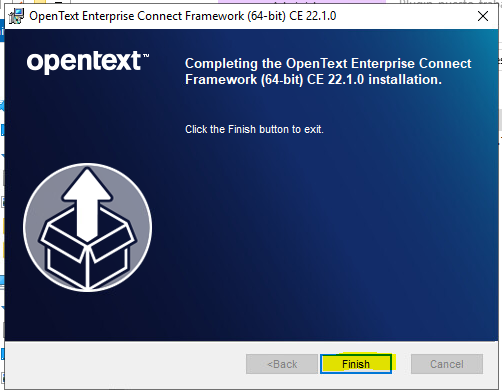 OpenText Enterprise Connect Framework (64-bit) CE 22.1.0
opentext™
Completing the OpenText Enterprise Connect
Framework (64-bit) CE 22.1.0 installation.
Click the Finish button to exit.
<Back
Finish
Cancel